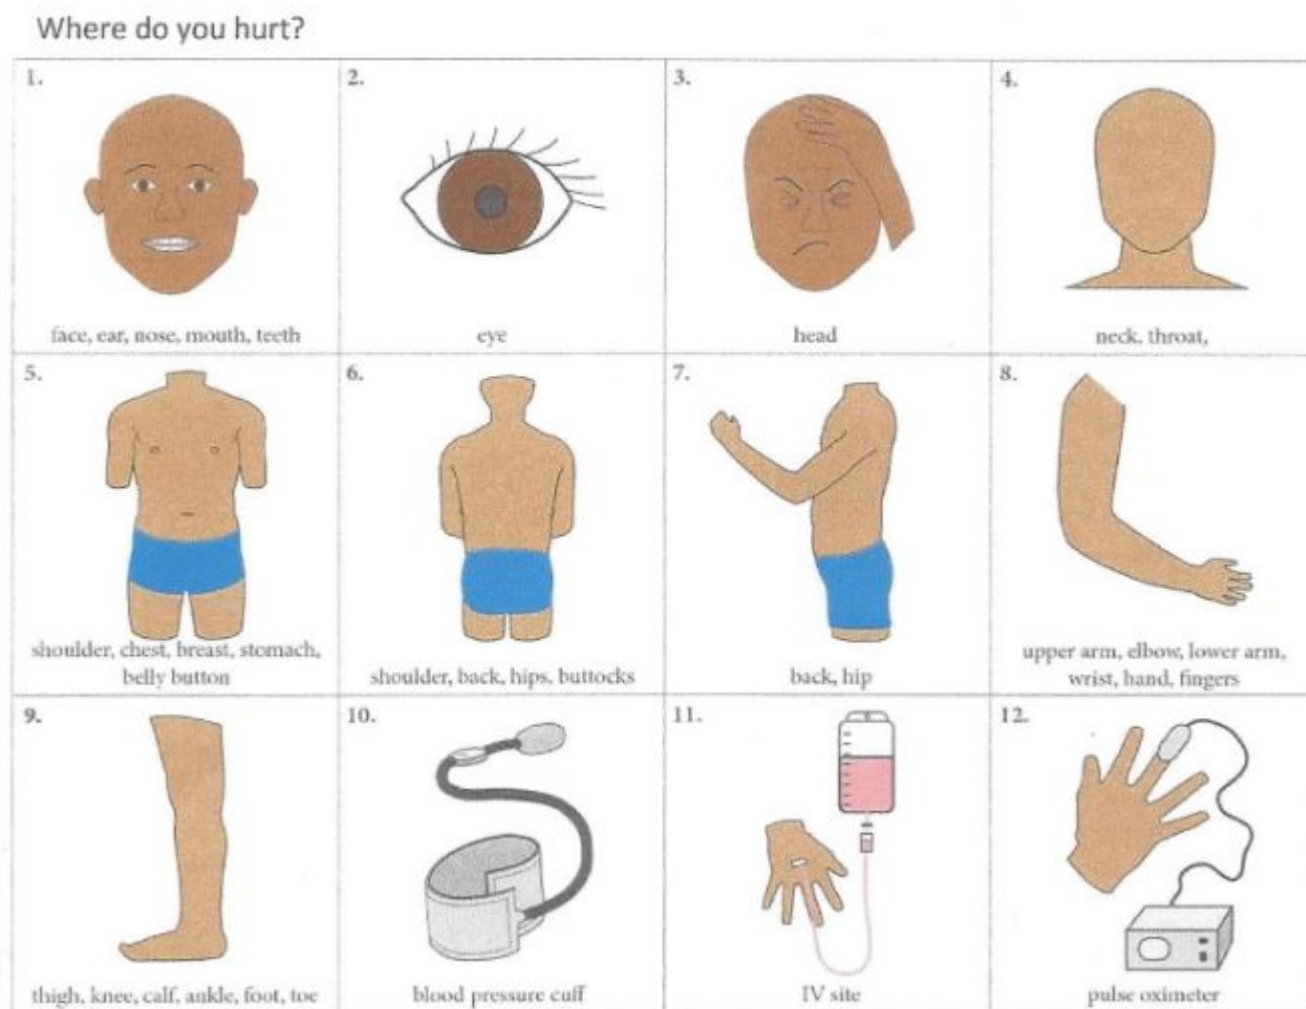 Where do you hurt?
1.
face, ear, nose, mouth, teeth
2.
eye
3.
head
4.
neck, throat,
5.
shoulder, chest, breast, stomach,
belly button
6.
shoulder, back, hips, buttocks
7.
back, hip
8.
upper arm, elbow, lower arm,
wrist, hand, fingers
9.
thigh, knee, calf, ankle, foot, toe
10.
blood pressure cuff
11.
IV site
12.
pulse oximeter